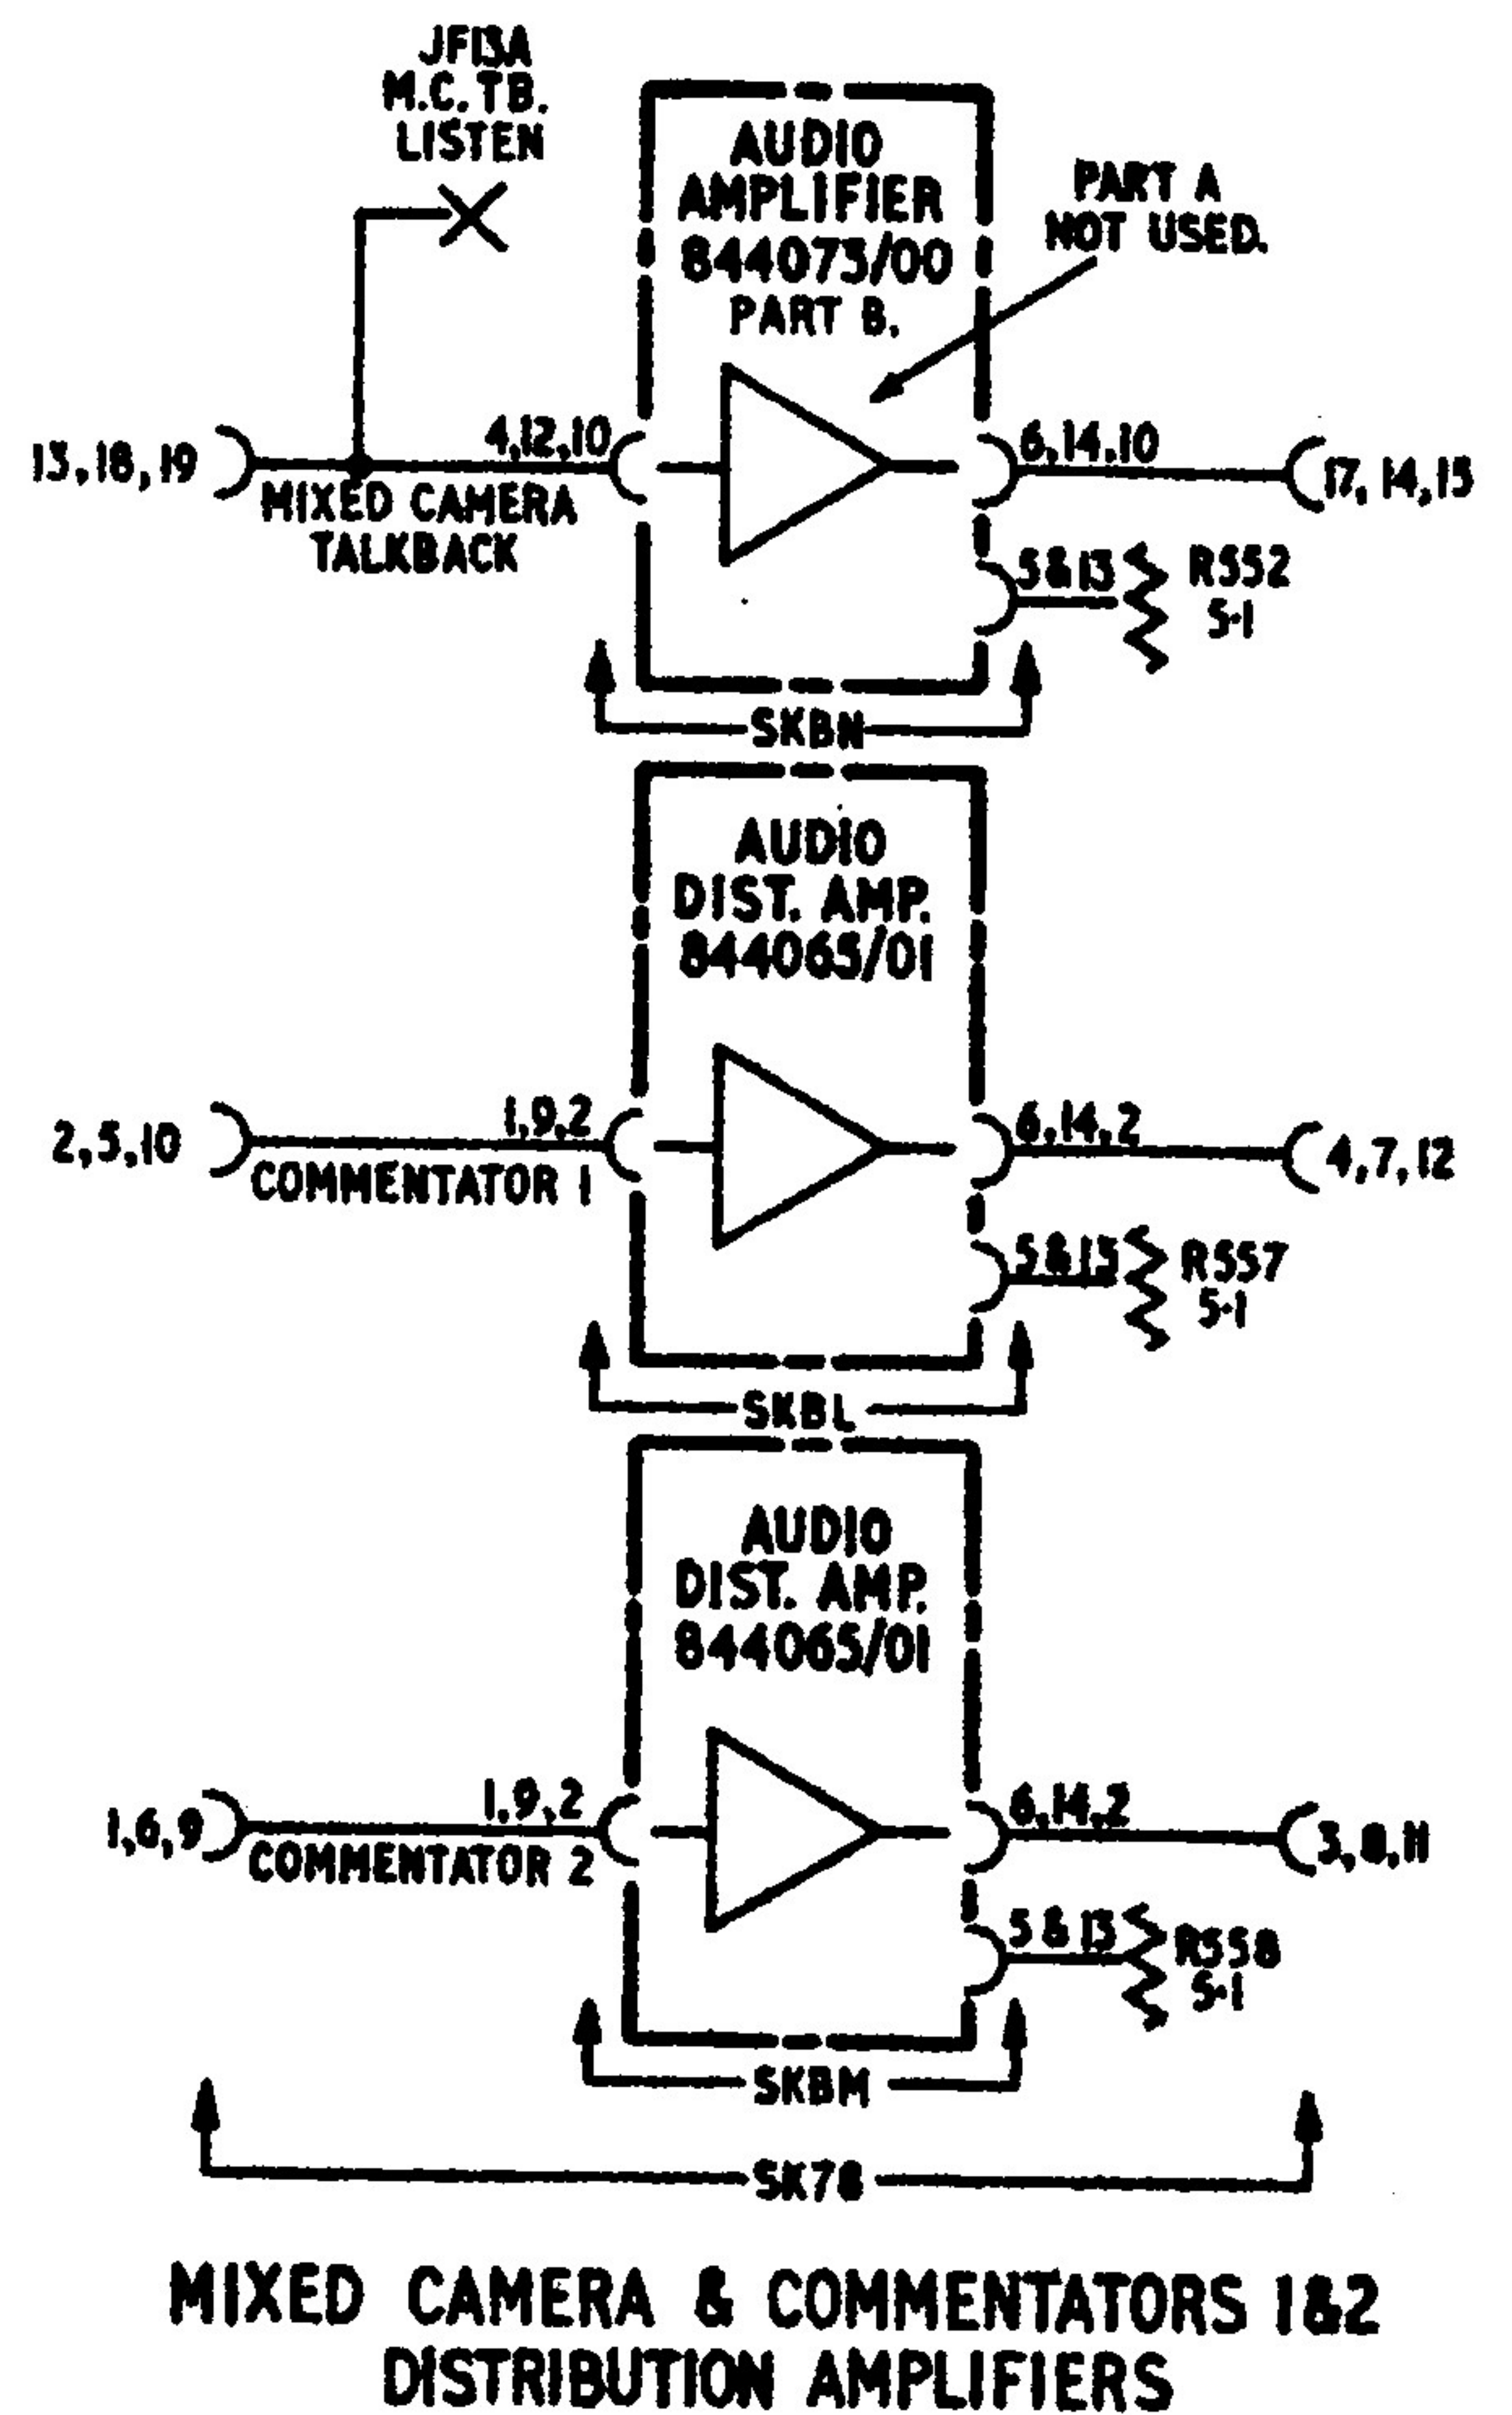 JF13A
M.C. TB.
LISTEN
AUDIO
AMPLIFIER
844073/00
PART B.
PART A
NOT USED.
13,18,19
4,12,10
6,14,10
17,14,15
MIXED CAMERA
TALKBACK
5&13
R552
5-1
SKBN
AUDIO
DIST. AMP.
844065/01
2,5,10
1,9,2
6,14,2
4,7,12
COMMENTATOR 1
5&13
R557
5-1
SKBL
AUDIO
DIST. AMP.
844065/01
1,6,9
1,9,2
6,14,2
3,8,11
COMMENTATOR 2
5&13
R558
5-1
SKBM
SK78
MIXED CAMERA & COMMENTATORS 1&2
DISTRIBUTION AMPLIFIERS